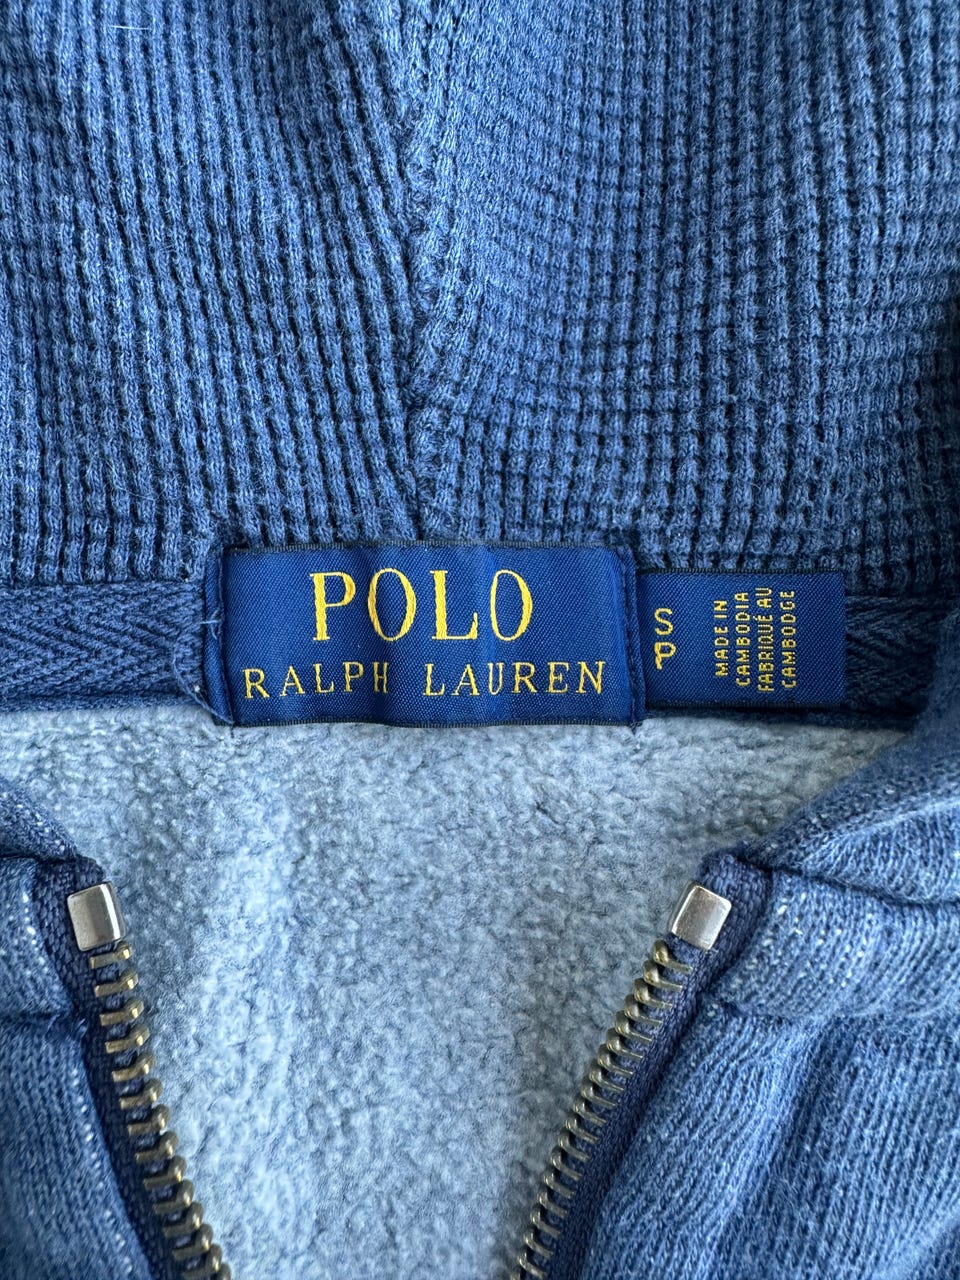 POLO
RALPH LAUREN
S
P
MADE IN
CAMBODIA
FABRIQUÉ AU
CAMBODGE